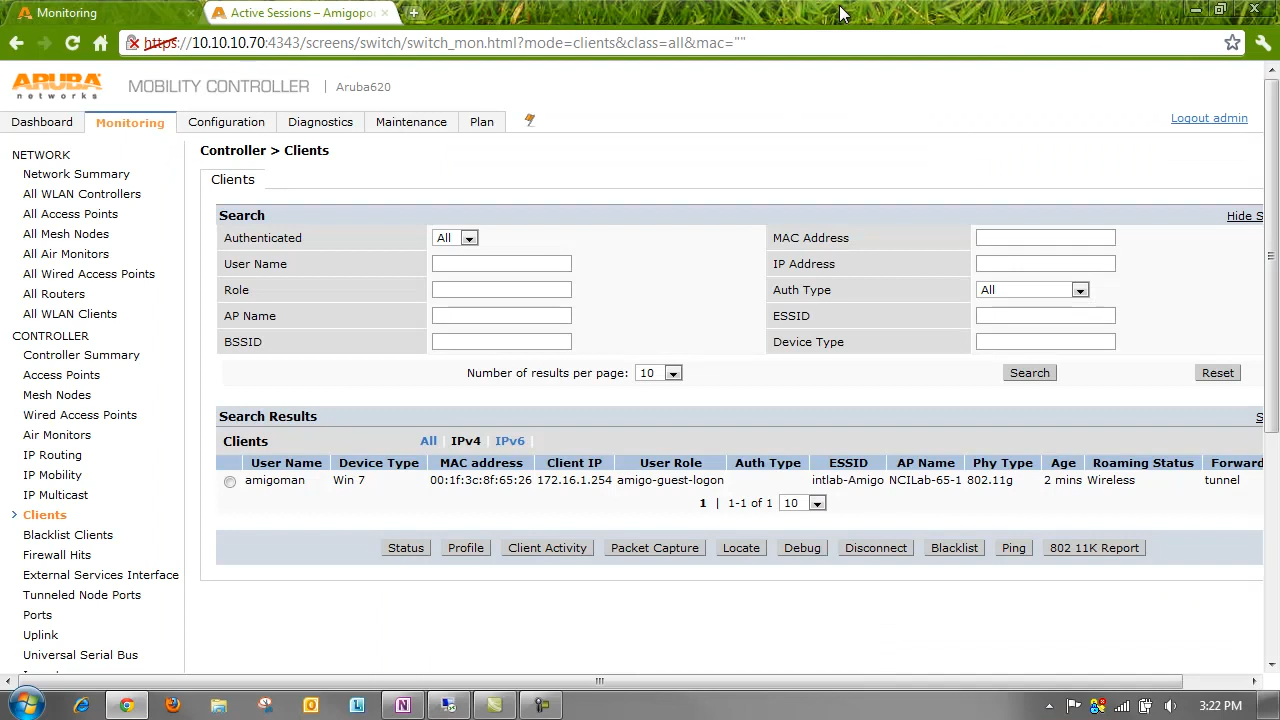 Monitoring
Active Sessions – Amigopo
https://10.10.10.70:4343/screens/switch/switch_mon.html?mode=clients&class=all&mac=""
ARUBA networks
MOBILITY CONTROLLER | Aruba620
Dashboard Monitoring Configuration Diagnostics Maintenance Plan
Logout admin
NETWORK
Network Summary
All WLAN Controllers
All Access Points
All Mesh Nodes
All Air Monitors
All Wired Access Points
All Routers
All WLAN Clients
CONTROLLER
Controller Summary
Access Points
Mesh Nodes
Wired Access Points
Air Monitors
IP Routing
IP Mobility
IP Multicast
Clients
Blacklist Clients
Firewall Hits
External Services Interface
Tunneled Node Ports
Ports
Uplink
Universal Serial Bus
Controller > Clients
Clients
Search Hide S
Authenticated All MAC Address
User Name IP Address
Role Auth Type All
AP Name ESSID
BSSID Device Type
Number of results per page: 10 Search Reset
Search Results S
Clients All | IPv4 | IPv6 |
User Name Device Type MAC address Client IP User Role Auth Type ESSID AP Name Phy Type Age Roaming Status Forward
amigoman Win 7 00:1f:3c:8f:65:26 172.16.1.254 amigo-guest-logon intlab-Amigo NCILab-65-1 802.11g 2 mins Wireless tunnel
1 | 1-1 of 1 10
Status Profile Client Activity Packet Capture Locate Debug Disconnect Blacklist Ping 802 11K Report
3:22 PM